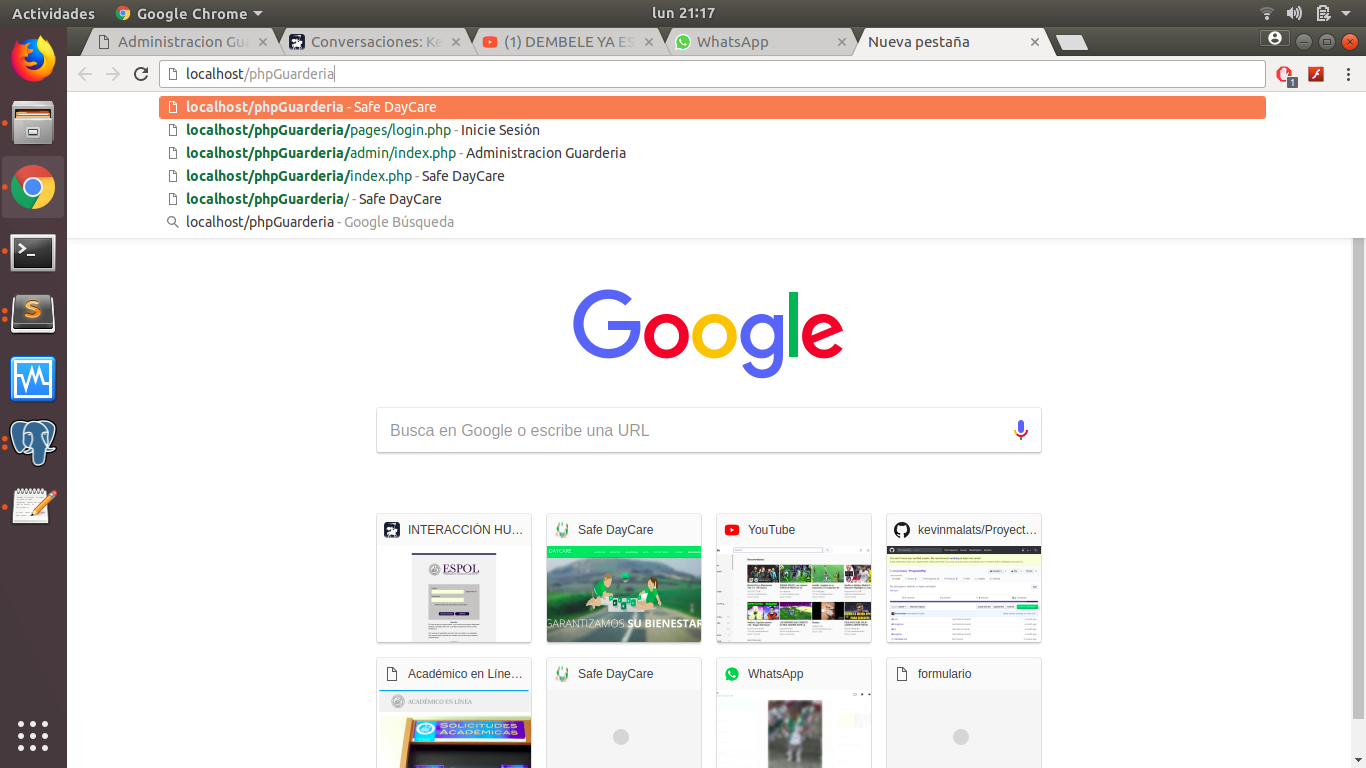 Actividades Google Chrome lun 21:17
Administracion Gua Conversaciones: Ke (1) DEMBELE YA ES WhatsApp Nueva pestaña
localhost/phpGuarderia
1
localhost/phpGuarderia - Safe DayCare
localhost/phpGuarderia/pages/login.php - Inicie Sesión
localhost/phpGuarderia/admin/index.php - Administracion Guarderia
localhost/phpGuarderia/index.php - Safe DayCare
localhost/phpGuarderia/ - Safe DayCare
localhost/phpGuarderia - Google Búsqueda
Google
Busca en Google o escribe una URL
INTERACCIÓN HU... Safe DayCare YouTube kevinmalats/Proyect...
ESPOL
DAYCARE
GARANTIZAMOS SU BIENESTAR
Académico en Líne... Safe DayCare WhatsApp formulario
ACADÉMICO EN LÍNEA
SOLICITUDES
ACADÉMICAS